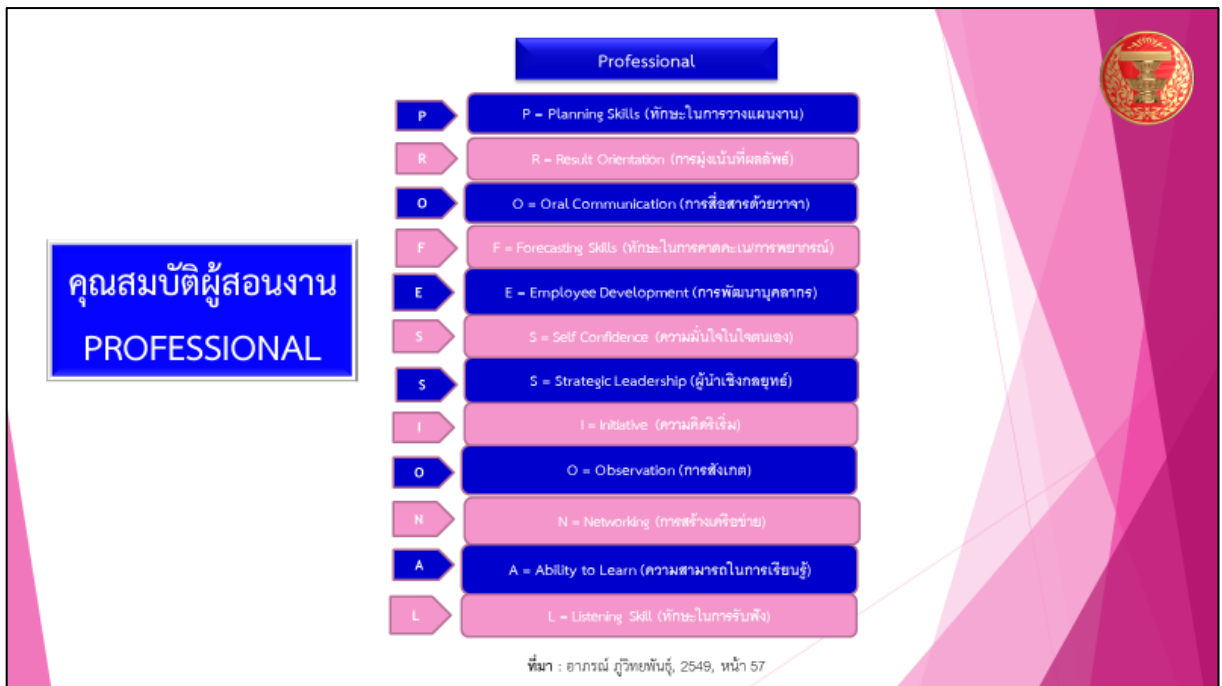 Professional
P
P = Planning Skills (ทักษะในการวางแผนงาน)
R
R = Result Orientation (การมุ่งเน้นที่ผลลัพธ์)
O
O = Oral Communication (การสื่อสารด้วยวาจา)
F
F = Forecasting Skills (ทักษะในการคาดคะเน/การพยากรณ์)
คุณสมบัติผู้สอนงาน
PROFESSIONAL
E
E = Employee Development (การพัฒนาบุคลากร)
S
S = Self Confidence (ความมั่นใจในใจตนเอง)
S
S = Strategic Leadership (ผู้นำเชิงกลยุทธ์)
I
I = Initiative (ความคิดริเริ่ม)
O
O = Observation (การสังเกต)
N
N = Networking (การสร้างเครือข่าย)
A
A = Ability to Learn (ความสามารถในการเรียนรู้)
L
L = Listening Skill (ทักษะในการรับฟัง)
ที่มา : อาภรณ์ ภู่วิทยพันธุ์, 2549, หน้า 57